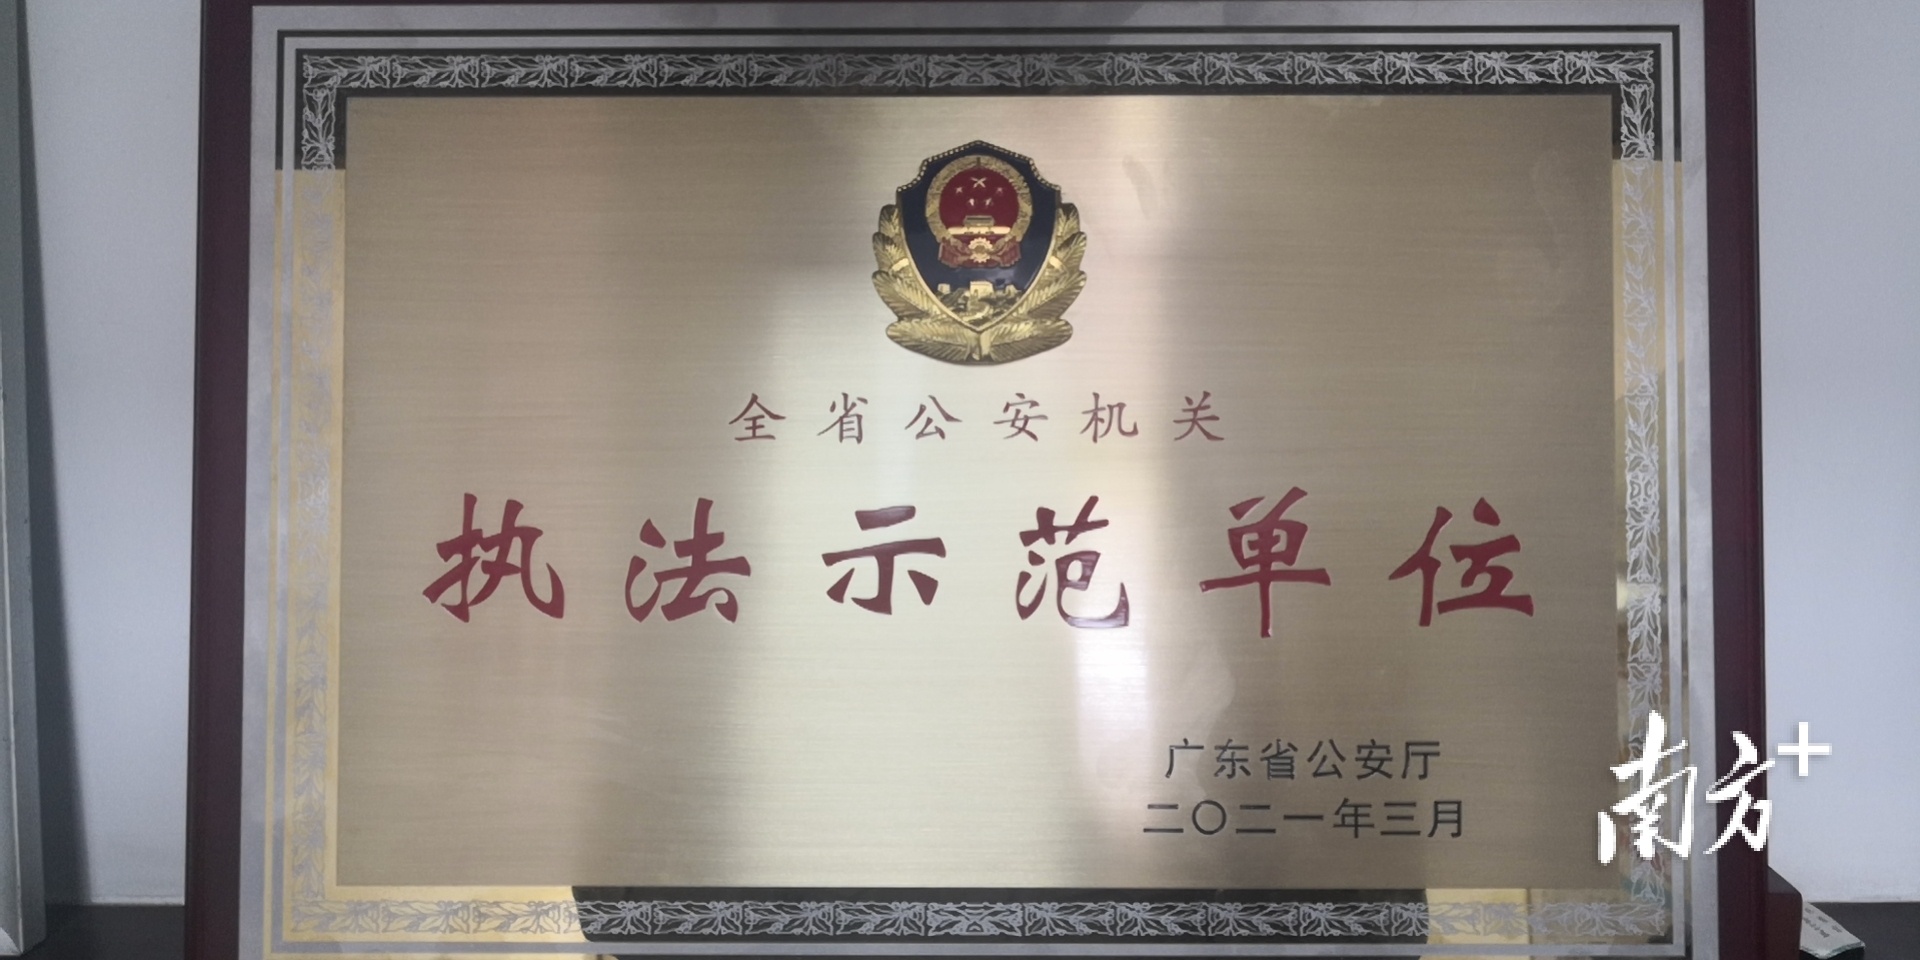 全省公安机关
执法示范单位
广东省公安厅
二〇二一年三月
南方+